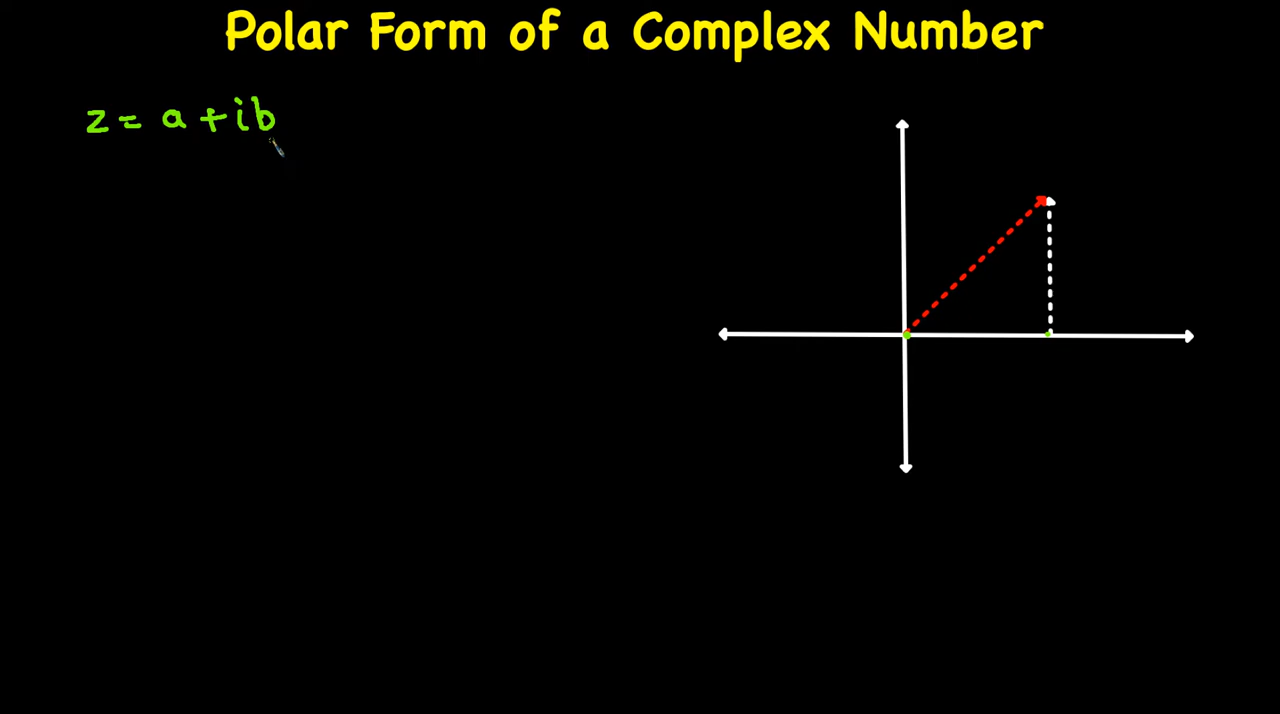 Polar Form of a Complex Number
z = a + ib